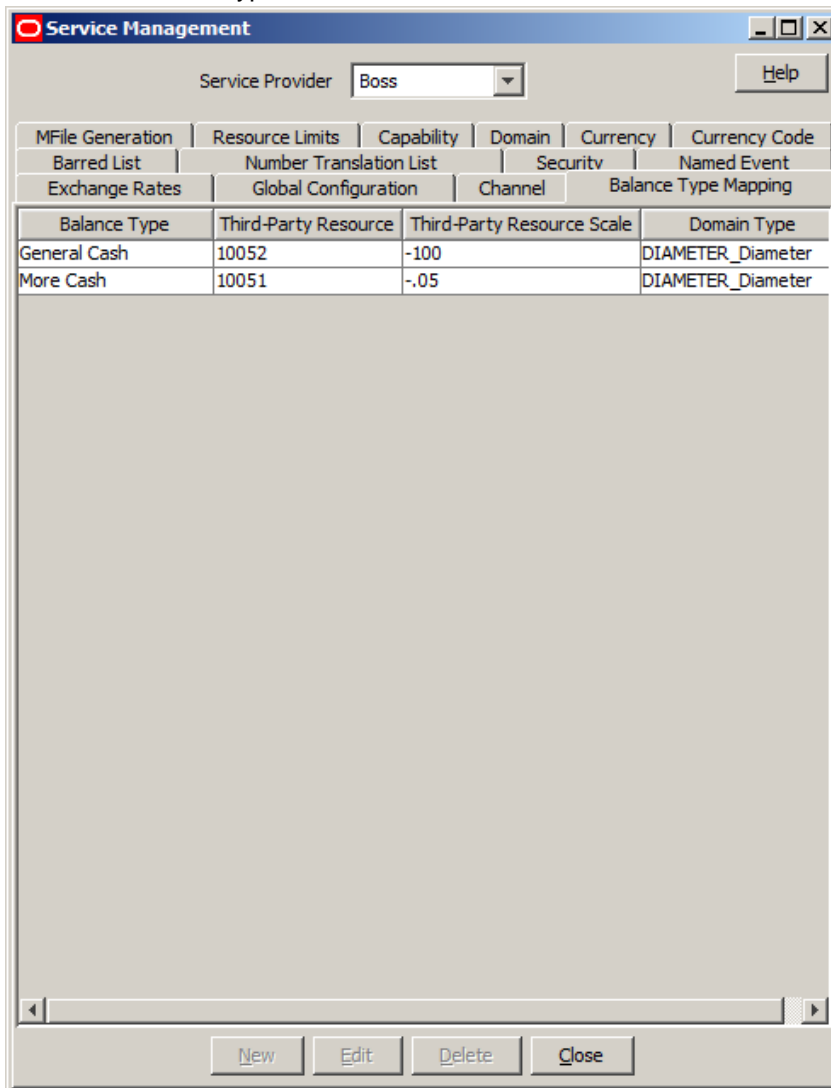 Service Management
Service Provider Boss Help
MFile Generation Resource Limits Capability Domain Currency Currency Code
Barred List Number Translation List Security Named Event
Exchange Rates Global Configuration Channel Balance Type Mapping
Balance Type Third-Party Resource Third-Party Resource Scale Domain Type
General Cash 10052 -100 DIAMETER_Diameter
More Cash 10051 -.05 DIAMETER_Diameter
New Edit Delete Close